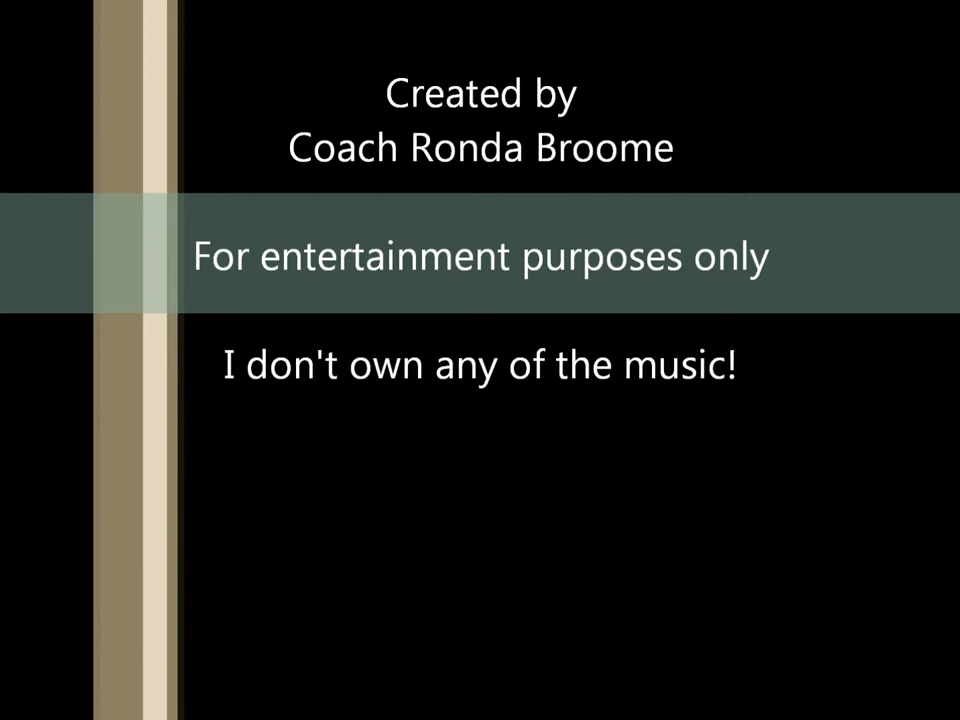 Created by
Coach Ronda Broome
For entertainment purposes only
I don't own any of the music!